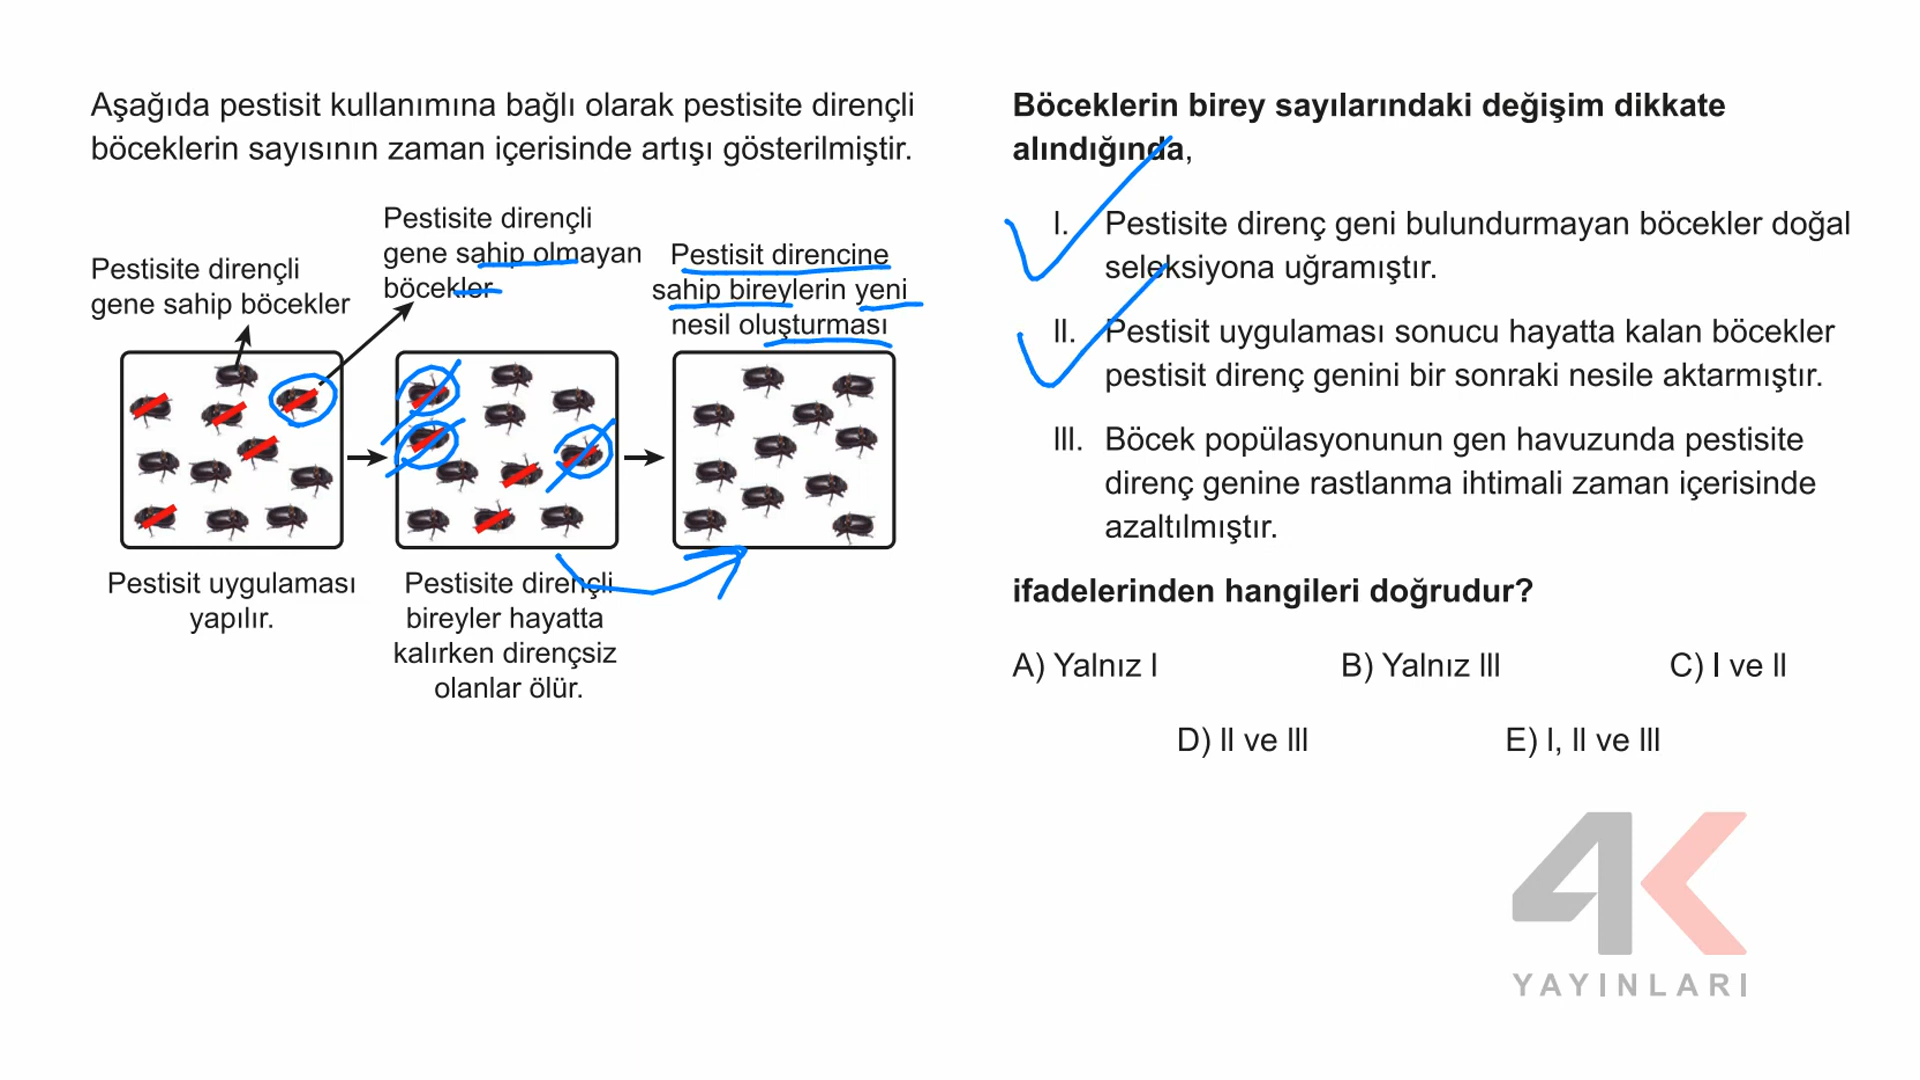 Aşağıda pestisit kullanımına bağlı olarak pestisite dirençli
böceklerin sayısının zaman içerisinde artışı gösterilmiştir.
Pestisite dirençli
gene sahip böcekler
Pestisite dirençli
gene sahip olmayan
böcekler
Pestisit direncine
sahip bireylerin yeni
nesil oluşturması
Pestisit uygulaması
yapılır.
Pestisite dirençli
bireyler hayatta
kalırken dirençsiz
olanlar ölür.
Böceklerin birey sayılarındaki değişim dikkate
alındığında,
I. Pestisite direnç geni bulundurmayan böcekler doğal
seleksiyona uğramıştır.
II. Pestisit uygulaması sonucu hayatta kalan böcekler
pestisit direnç genini bir sonraki nesile aktarmıştır.
III. Böcek popülasyonunun gen havuzunda pestisite
direnç genine rastlanma ihtimali zaman içerisinde
azaltılmıştır.
ifadelerinden hangileri doğrudur?
A) Yalnız I B) Yalnız III C) I ve II
D) II ve III E) I, II ve III
4K
YAYINLARI